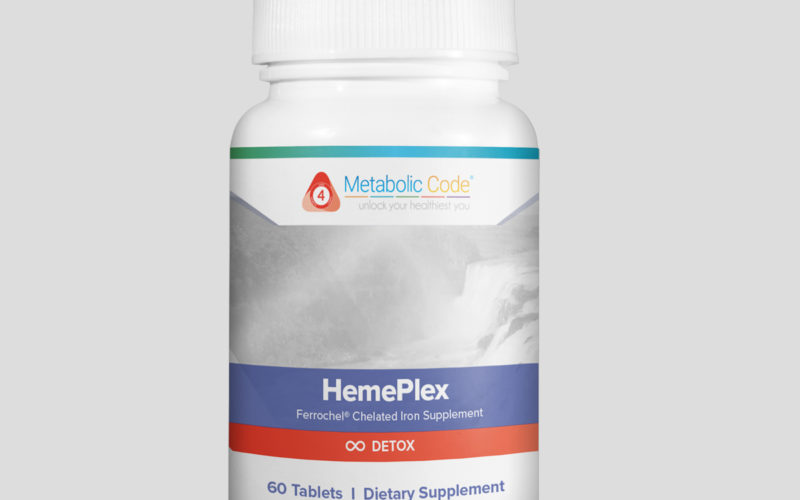 4
Metabolic Code®
unlock your healthiest you
HemePlex
Ferrochel® Chelated Iron Supplement
∞ DETOX
60 Tablets | Dietary Supplement